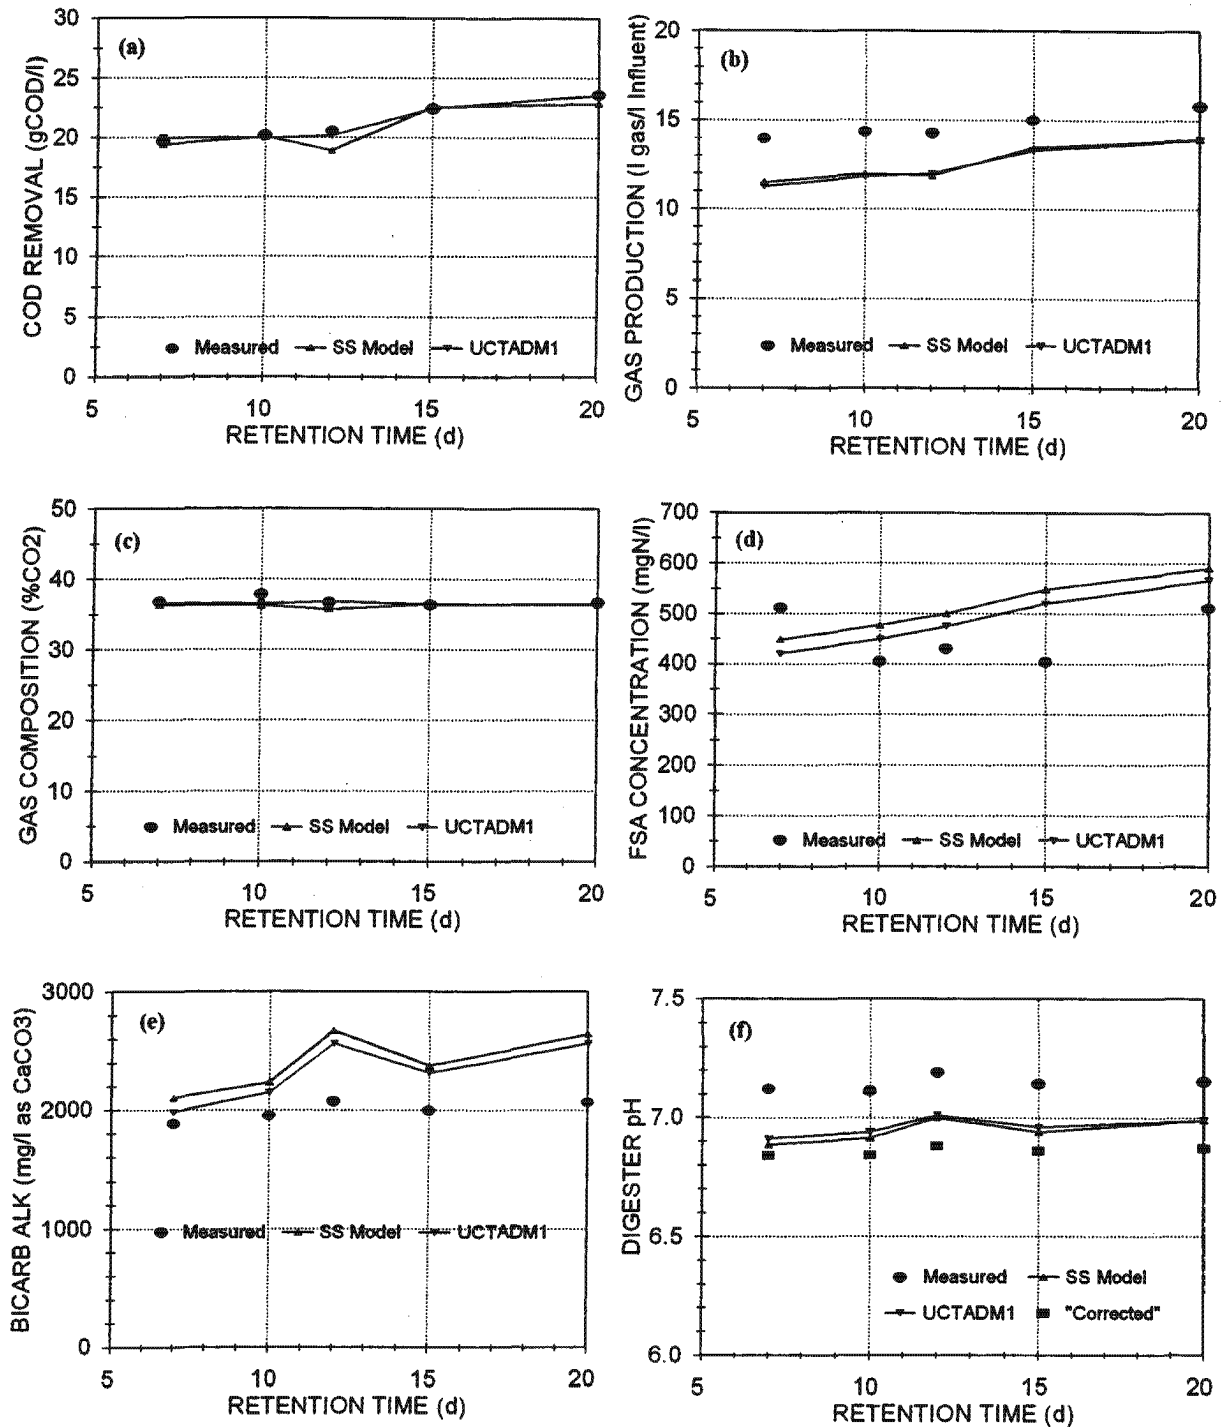 (a)
COD REMOVAL (gCOD/l)
30
25
20
15
10
5
0
Measured SS Model UCTADM1
5 10 15 20
RETENTION TIME (d)
(b)
GAS PRODUCTION (l gas/l Influent)
20
15
10
5
0
Measured SS Model UCTADM1
5 10 15 20
RETENTION TIME (d)
(c)
GAS COMPOSITION (%CO2)
50
40
30
20
10
0
Measured SS Model UCTADM1
5 10 15 20
RETENTION TIME (d)
(d)
FSA CONCENTRATION (mgN/l)
700
600
500
400
300
200
100
0
Measured SS Model UCTADM1
5 10 15 20
RETENTION TIME (d)
(e)
BICARB ALK (mg/l as CaCO3)
3000
2000
1000
0
Measured SS Model UCTADM1
5 10 15 20
RETENTION TIME (d)
(f)
DIGESTER pH
7.5
7.0
6.5
6.0
Measured SS Model
UCTADM1 "Corrected"
5 10 15 20
RETENTION TIME (d)